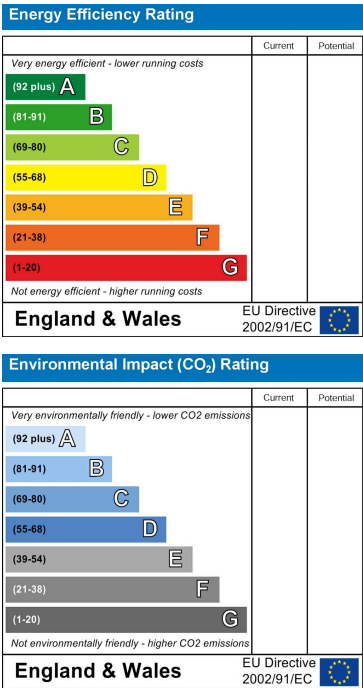 Energy Efficiency Rating
Current Potential
Very energy efficient - lower running costs
(92 plus) A
(81-91) B
(69-80) C
(55-68) D
(39-54) E
(21-38) F
(1-20) G
Not energy efficient - higher running costs
England & Wales
EU Directive
2002/91/EC
Environmental Impact (CO₂) Rating
Current Potential
Very environmentally friendly - lower CO2 emissions
(92 plus) A
(81-91) B
(69-80) C
(55-68) D
(39-54) E
(21-38) F
(1-20) G
Not environmentally friendly - higher CO2 emissions
England & Wales
EU Directive
2002/91/EC